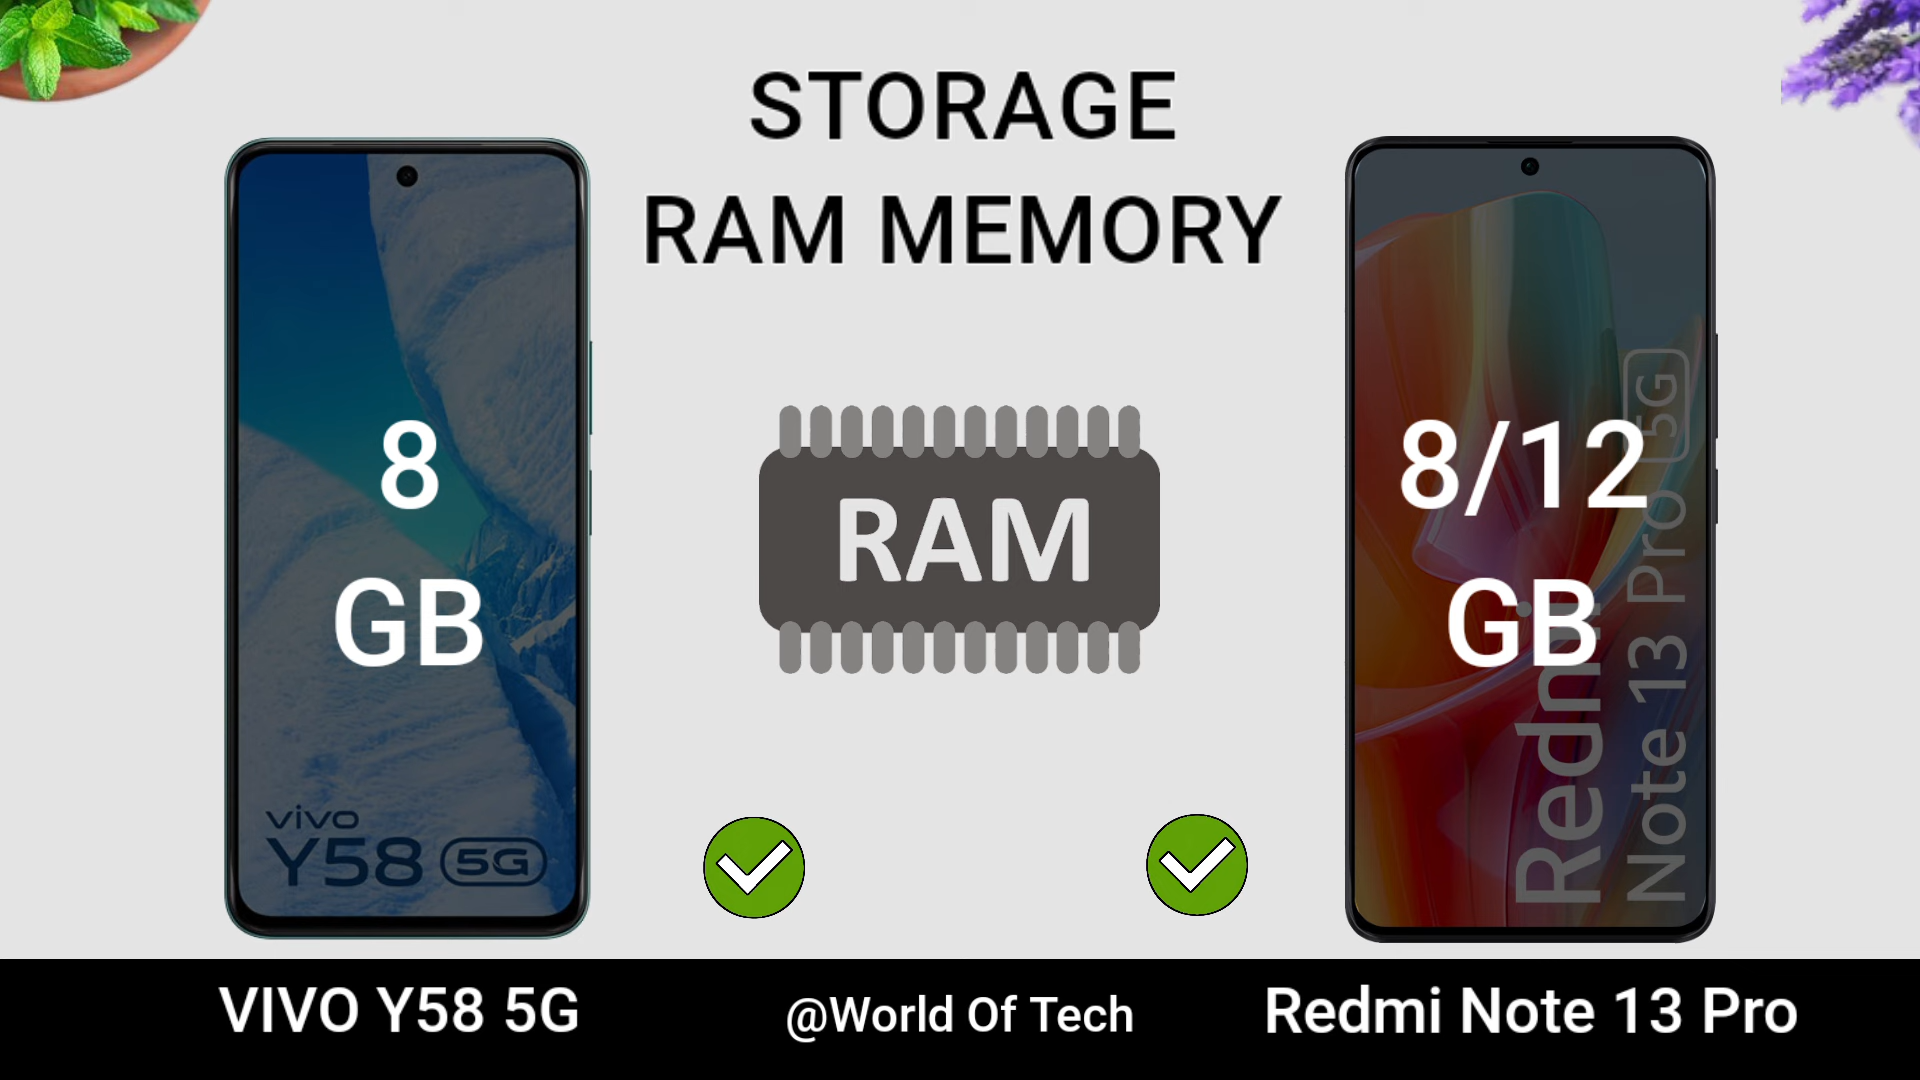 STORAGE
RAM MEMORY
8
GB
vivo
Y58 5G
RAM
8/12
GB
Redmi
Note 13 Pro 5G
VIVO Y58 5G
@World Of Tech
Redmi Note 13 Pro